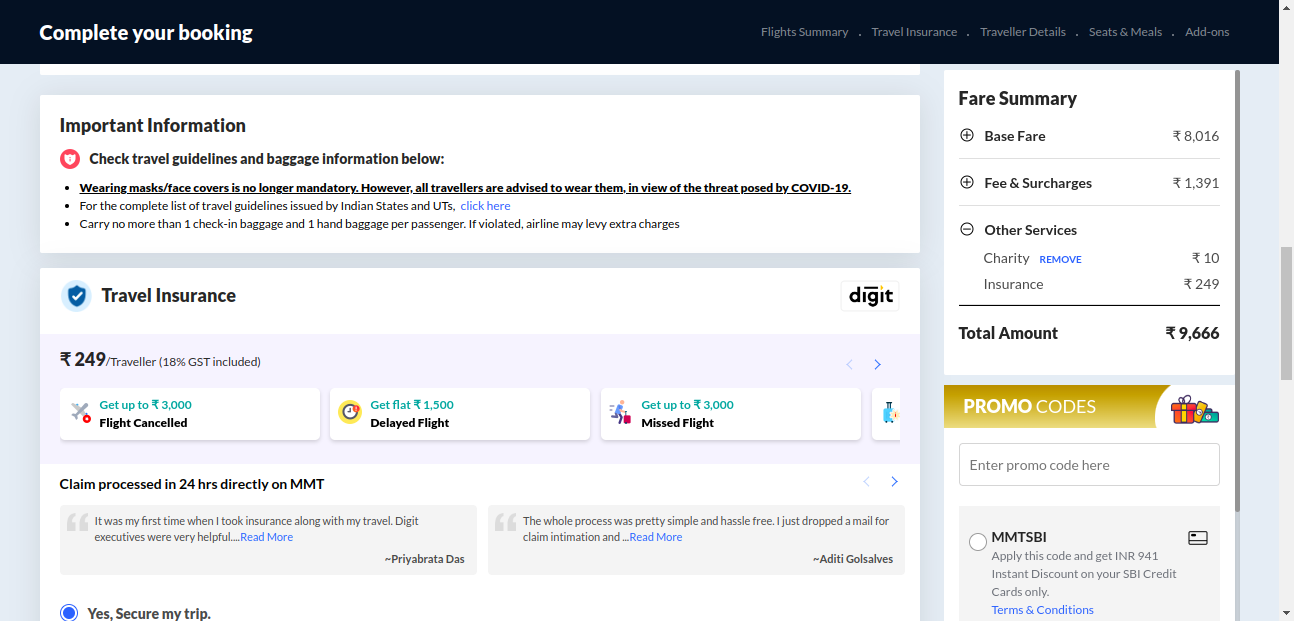 Complete your booking
Flights Summary . Travel Insurance . Traveller Details . Seats & Meals . Add-ons
Important Information
Check travel guidelines and baggage information below:
• Wearing masks/face covers is no longer mandatory. However, all travellers are advised to wear them, in view of the threat posed by COVID-19.
• For the complete list of travel guidelines issued by Indian States and UTs, click here
• Carry no more than 1 check-in baggage and 1 hand baggage per passenger. If violated, airline may levy extra charges
Travel Insurance
digit
₹ 249/Traveller (18% GST included)
Get up to ₹ 3,000
Flight Cancelled
Get flat ₹ 1,500
Delayed Flight
Get up to ₹ 3,000
Missed Flight
Claim processed in 24 hrs directly on MMT
It was my first time when I took insurance along with my travel. Digit
executives were very helpful....Read More
~Priyabrata Das
The whole process was pretty simple and hassle free. I just dropped a mail for
claim intimation and ...Read More
~Aditi Golsalves
Yes, Secure my trip.
Fare Summary
Base Fare ₹ 8,016
Fee & Surcharges ₹ 1,391
Other Services
Charity REMOVE ₹ 10
Insurance ₹ 249
Total Amount ₹ 9,666
PROMO CODES
Enter promo code here
MMTSBI
Apply this code and get INR 941
Instant Discount on your SBI Credit
Cards only.
Terms & Conditions